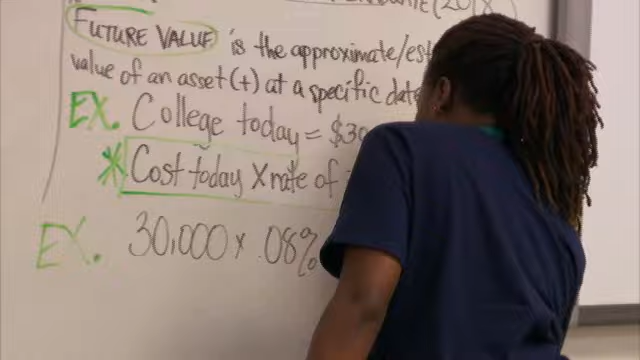 (2018)
FUTURE VALUE is the approximate/est
value of an asset (+) at a specific date
EX. College today = $30
* Cost today X rate of
EX. 30,000 x .08%